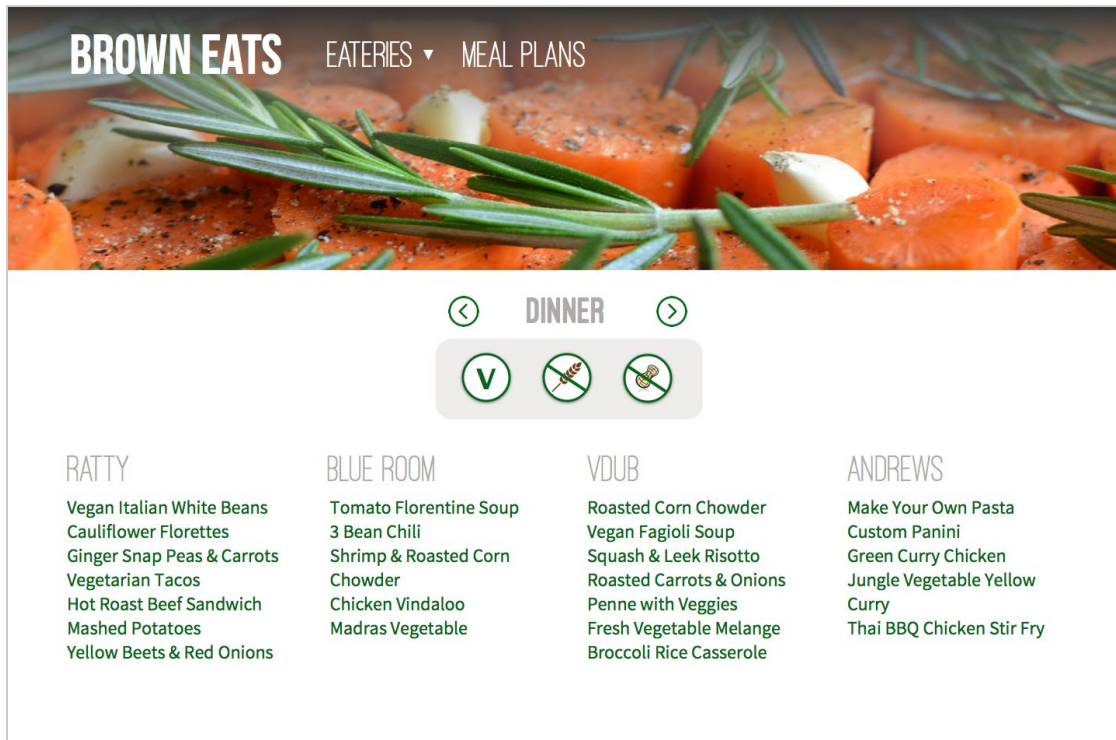 BROWN EATS
EATERIES ▼
MEAL PLANS
DINNER
V
RATTY
Vegan Italian White Beans
Cauliflower Florettes
Ginger Snap Peas & Carrots
Vegetarian Tacos
Hot Roast Beef Sandwich
Mashed Potatoes
Yellow Beets & Red Onions
BLUE ROOM
Tomato Florentine Soup
3 Bean Chili
Shrimp & Roasted Corn
Chowder
Chicken Vindaloo
Madras Vegetable
VDUB
Roasted Corn Chowder
Vegan Fagioli Soup
Squash & Leek Risotto
Roasted Carrots & Onions
Penne with Veggies
Fresh Vegetable Melange
Broccoli Rice Casserole
ANDREWS
Make Your Own Pasta
Custom Panini
Green Curry Chicken
Jungle Vegetable Yellow
Curry
Thai BBQ Chicken Stir Fry